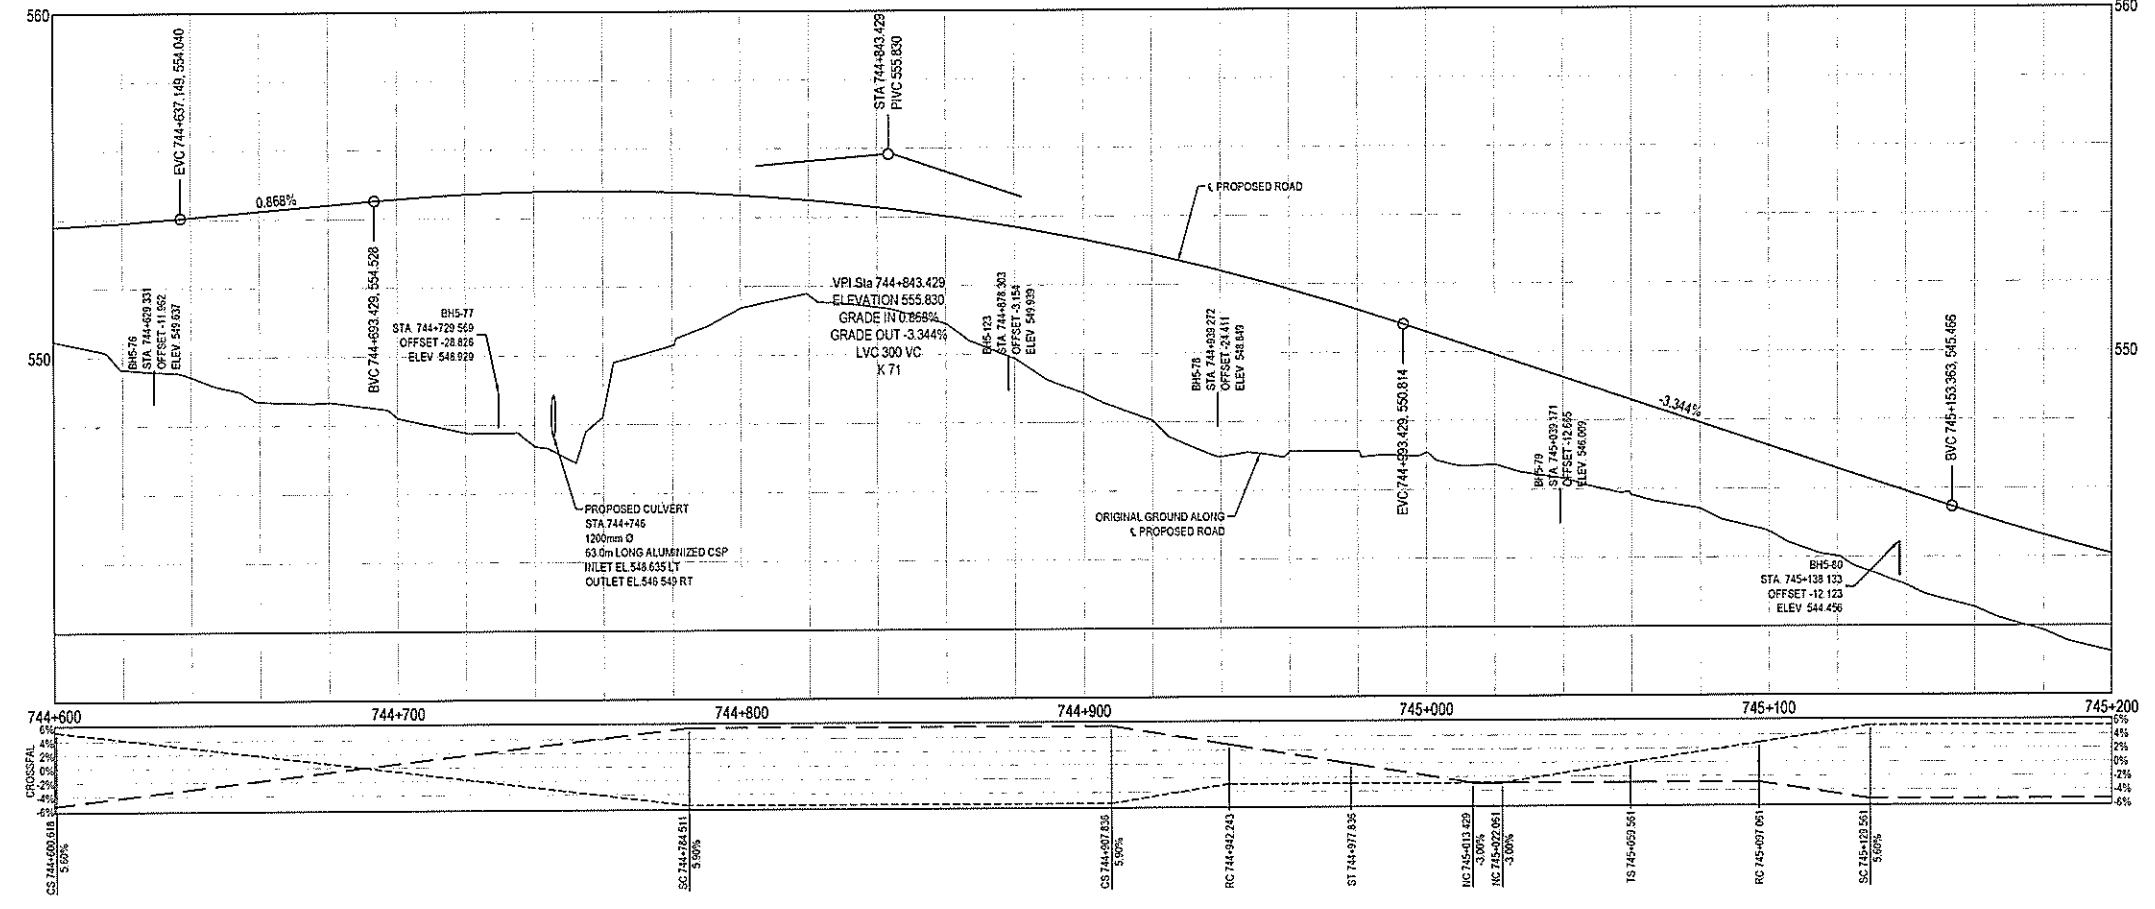 560
560
EVC 744+637.149, 554.040
STA 744+843.429
PIVC 555.830
0.868%
BVC 744+693.429, 554.528
℄ PROPOSED ROAD
BH5-76
STA. 744+629.331
OFFSET -11.962
ELEV. 549.637
BH5-77
STA. 744+729.569
OFFSET -28.826
ELEV 548.929
VPI Sta 744+843.429
ELEVATION 555.830
GRADE IN 0.868%
GRADE OUT -3.344%
LVC 300 VC
K 71
BH5-123
STA. 744+878.303
OFFSET -3.154
ELEV 549.939
BH5-78
STA. 744+939.272
OFFSET -24.411
ELEV 548.849
EVC 744+993.429, 550.814
-3.344%
BH5-79
STA. 745+039.171
OFFSET -12.665
ELEV. 546.009
BVC 745+153.363, 545.466
550
550
PROPOSED CULVERT
STA.744+746
1200mm Ø
63.0m LONG ALUMINIZED CSP
INLET EL.548.635 LT
OUTLET EL.546 549 RT
ORIGINAL GROUND ALONG
℄ PROPOSED ROAD
BH5-80
STA. 745+138 133
OFFSET -12 123
ELEV 544.456
744+600
744+700
744+800
744+900
745+000
745+100
745+200
CROSSFAL
6%
4%
2%
0%
-2%
-4%
-6%
6%
4%
2%
0%
-2%
-4%
-6%
CS 744+600.618
5.60%
SC 744+784.511
5.90%
CS 744+907.836
5.90%
RC 744+942.243
ST 744+977.836
NC 745+013.429
-3.00%
NC 745+022.061
-3.00%
TS 745+059.561
RC 745+097.061
SC 745+129.561
5.60%